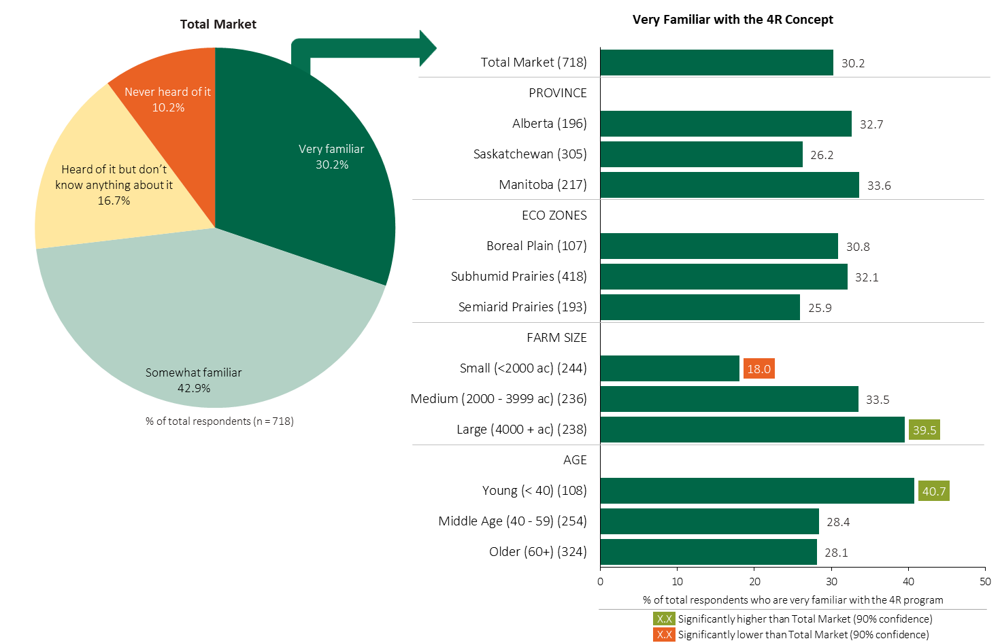 Total Market
Never heard of it
10.2%
Very familiar
30.2%
Heard of it but don’t
know anything about it
16.7%
Somewhat familiar
42.9%
% of total respondents (n = 718)
Very Familiar with the 4R Concept
Total Market (718) 30.2
PROVINCE
Alberta (196) 32.7
Saskatchewan (305) 26.2
Manitoba (217) 33.6
ECO ZONES
Boreal Plain (107) 30.8
Subhumid Prairies (418) 32.1
Semiarid Prairies (193) 25.9
FARM SIZE
Small (<2000 ac) (244) 18.0
Medium (2000 - 3999 ac) (236) 33.5
Large (4000 + ac) (238) 39.5
AGE
Young (< 40) (108) 40.7
Middle Age (40 - 59) (254) 28.4
Older (60+) (324) 28.1
0 10 20 30 40 50
% of total respondents who are very familiar with the 4R program
X.X Significantly higher than Total Market (90% confidence)
X.X Significantly lower than Total Market (90% confidence)